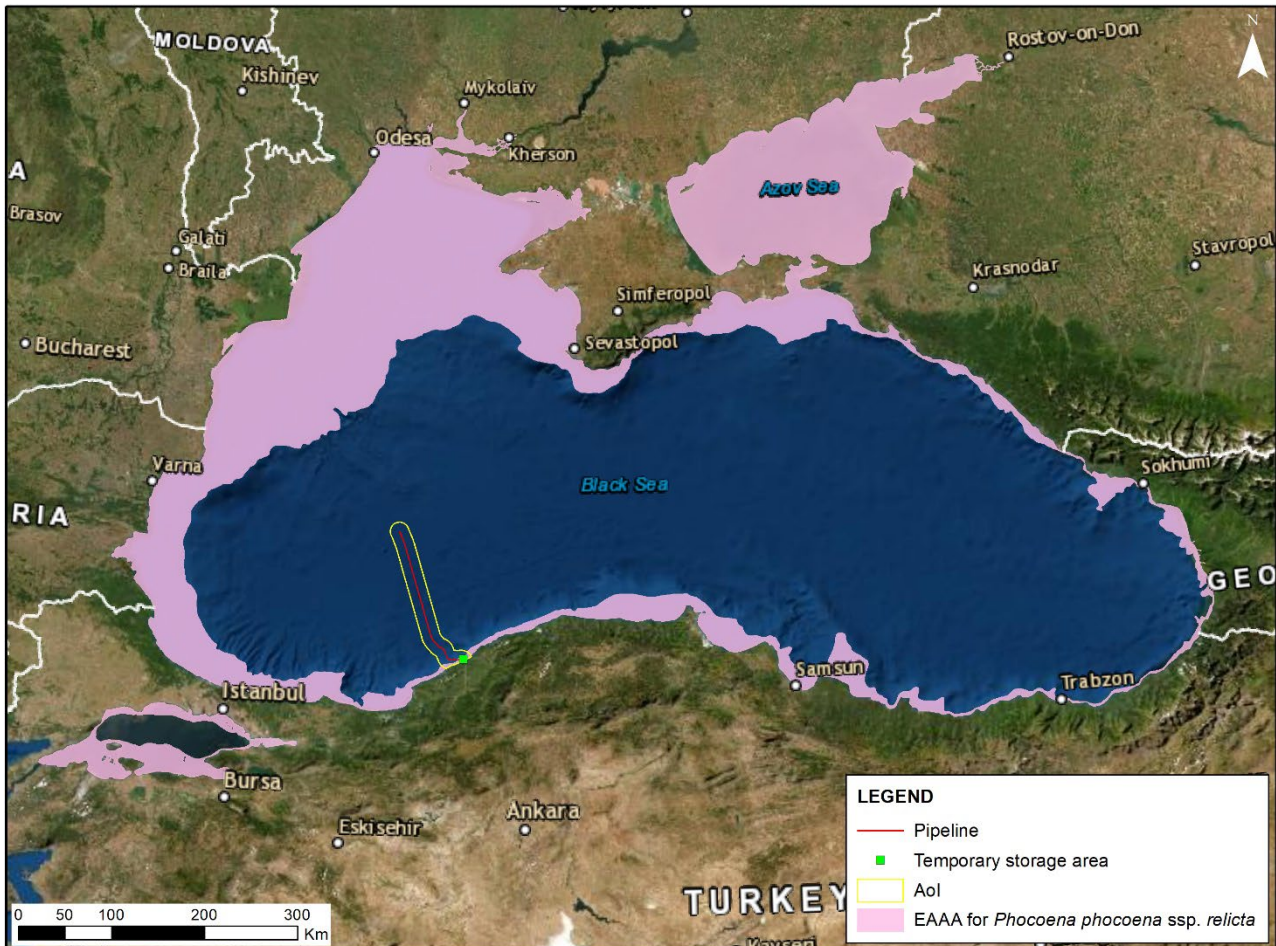 N
Rostov-on-Don
MOLDOVA
Kishinev
Mykolaiv
Odesa
Kherson
A
Azov Sea
Brasov
Galati
Braila
Stavropol
Krasnodar
Simferopol
Bucharest
Sevastopol
Varna
Sokhumi
Black Sea
RIA
GEO
Samsun
Trabzon
Istanbul
Bursa
Ankara
Eskisehir
TURKEY
Kayseri
LEGEND
Pipeline
Temporary storage area
AoI
EAAA for Phocoena phocoena ssp. relicta
0 50 100 200 300
Km